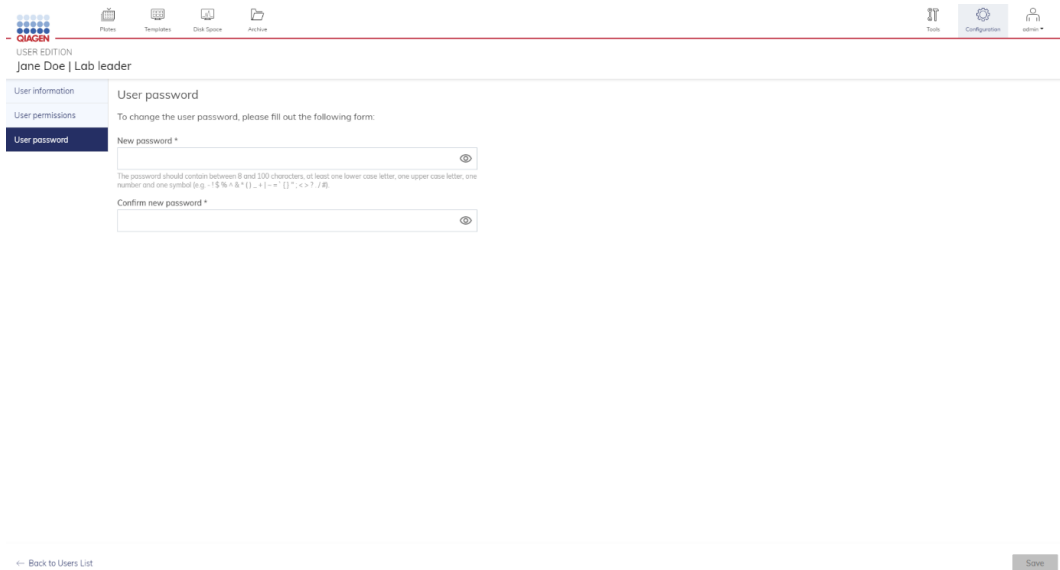 Plates
Templates
Disk Space
Archive
Tools
Configuration
admin
QIAGEN
USER EDITION
Jane Doe | Lab leader
User information
User permissions
User password
User password
To change the user password, please fill out the following form:
New password *
The password should contain between 8 and 100 characters, at least one lower case letter, one upper case letter, one
number and one symbol (e.g. - ! $ % ^ & * ( ) _ + | ~ = ` { } " ; < > ? . / #).
Confirm new password *
← Back to Users List
Save